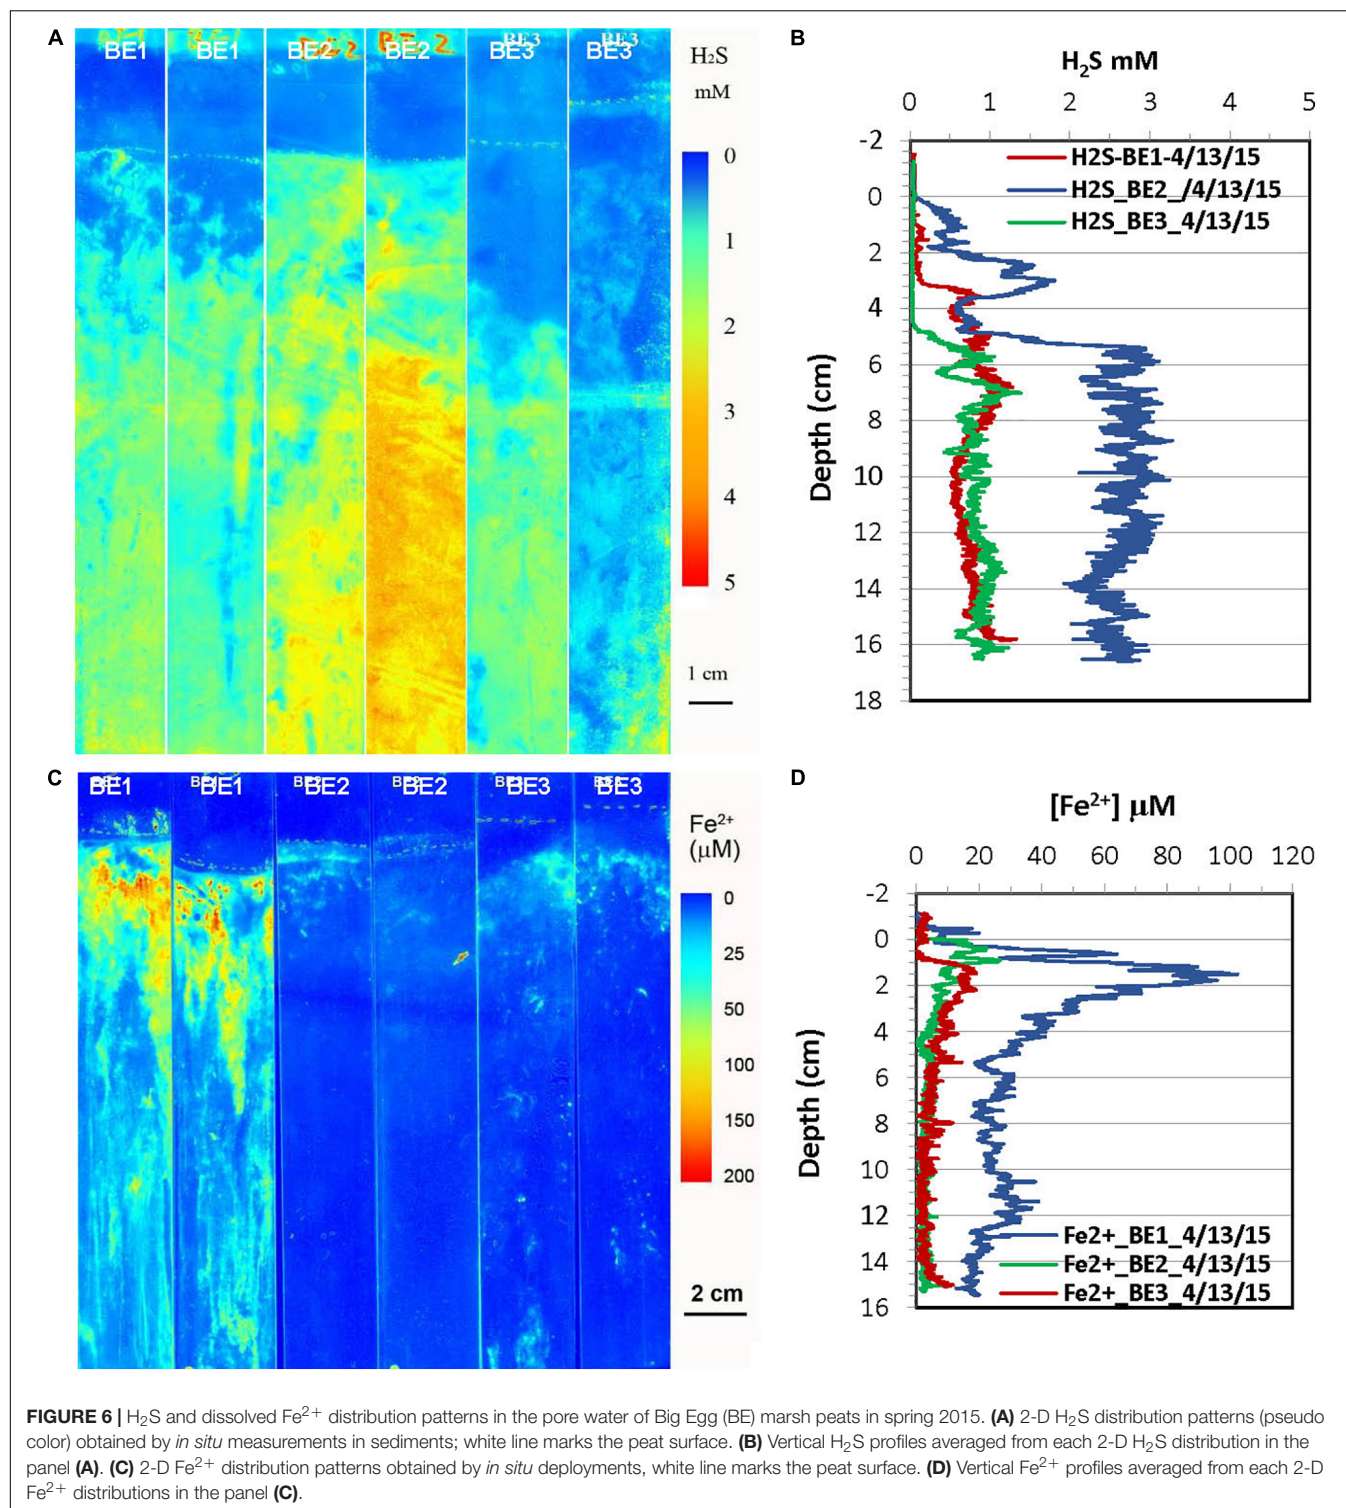 A
BE1 BE1 BE2 BE2 BE3 BE3
BE 2 BE3 BE3
H2S
mM
0
1
2
3
4
5
1 cm
B
H₂S mM
0 1 2 3 4 5
-2
0
2
4
6
8
10
12
14
16
18
Depth (cm)
H2S-BE1-4/13/15
H2S_BE2_/4/13/15
H2S_BE3_4/13/15
C
BE1 BE1 BE2 BE2 BE3 BE3
Fe²⁺
(μM)
0
25
50
100
150
200
2 cm
D
[Fe²⁺] μM
0 20 40 60 80 100 120
-2
0
2
4
6
8
10
12
14
16
Depth (cm)
Fe2+_BE1_4/13/15
Fe2+_BE2_4/13/15
Fe2+_BE3_4/13/15
FIGURE 6 | H₂S and dissolved Fe²⁺ distribution patterns in the pore water of Big Egg (BE) marsh peats in spring 2015. (A) 2-D H₂S distribution patterns (pseudo
color) obtained by in situ measurements in sediments; white line marks the peat surface. (B) Vertical H₂S profiles averaged from each 2-D H₂S distribution in the
panel (A). (C) 2-D Fe²⁺ distribution patterns obtained by in situ deployments, white line marks the peat surface. (D) Vertical Fe²⁺ profiles averaged from each 2-D
Fe²⁺ distributions in the panel (C).